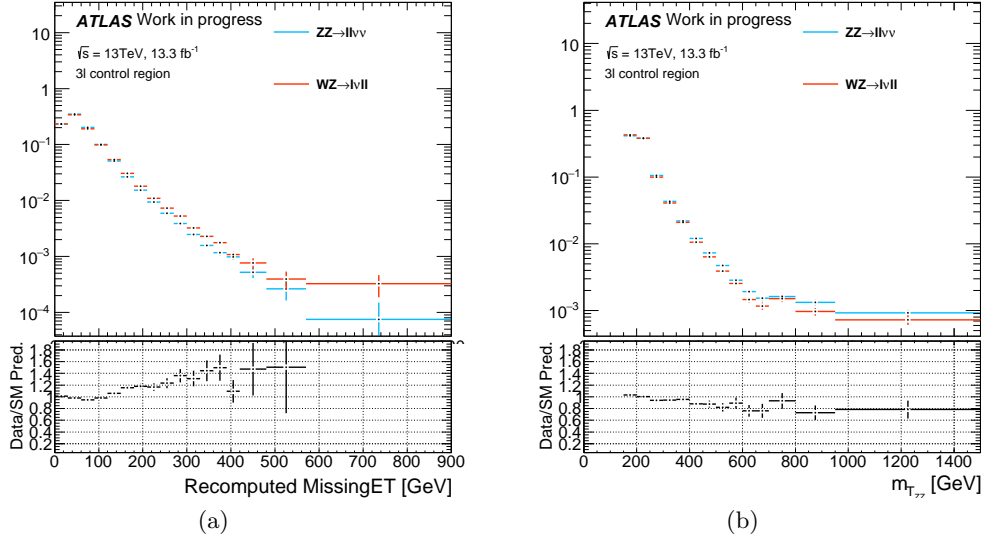 ATLAS Work in progress
√s = 13TeV, 13.3 fb⁻¹
3l control region
ZZ→llνν
WZ→lνll
10
1
10⁻¹
10⁻²
10⁻³
10⁻⁴
Data/SM Pred.
1.8
1.6
1.4
1.2
1
0.8
0.6
0.4
0.2
0 100 200 300 400 500 600 700 800 900
Recomputed MissingET [GeV]
(a)
ATLAS Work in progress
√s = 13TeV, 13.3 fb⁻¹
3l control region
ZZ→llνν
WZ→lνll
10
1
10⁻¹
10⁻²
10⁻³
Data/SM Pred.
1.8
1.6
1.4
1.2
1
0.8
0.6
0.4
0.2
0 200 400 600 800 1000 1200 1400
m_T_ZZ [GeV]
(b)